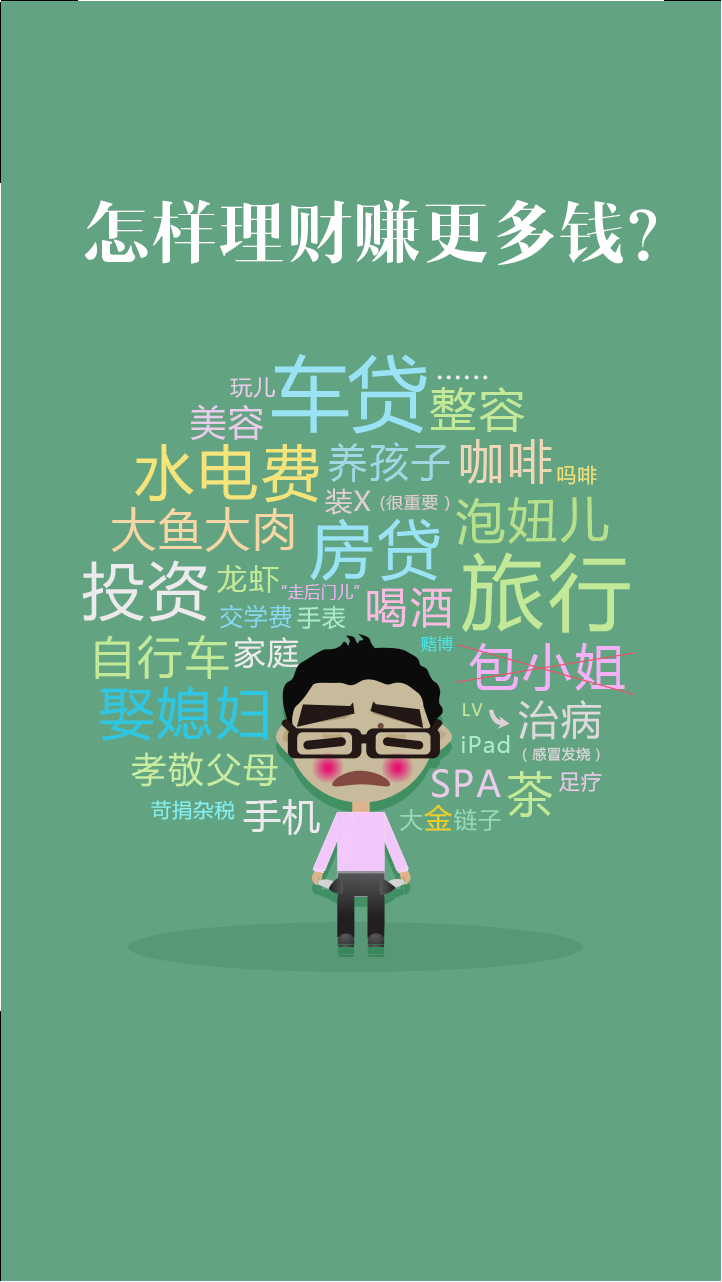 怎样理财赚更多钱?
玩儿 车贷 ······
美容 整容
水电费 养孩子 咖啡 吗啡
装X (很重要)
大鱼大肉 房贷 泡妞儿
投资 龙虾 旅行
"走后门儿" 喝酒
交学费 手表
自行车 家庭 赌博 包小姐
娶媳妇 LV 治病
iPad (感冒发烧)
孝敬父母 SPA 茶 足疗
苛捐杂税 手机 大金链子